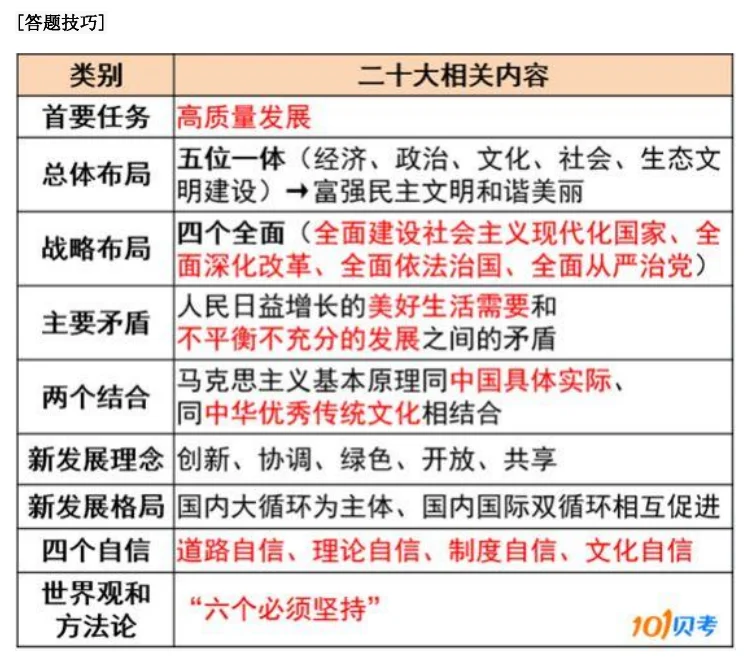 [答题技巧]
类别 二十大相关内容
首要任务 高质量发展
总体布局 五位一体（经济、政治、文化、社会、生态文
明建设）→富强民主文明和谐美丽
战略布局 四个全面（全面建设社会主义现代化国家、全
面深化改革、全面依法治国、全面从严治党）
主要矛盾 人民日益增长的美好生活需要和
不平衡不充分的发展之间的矛盾
两个结合 马克思主义基本原理同中国具体实际、
同中华优秀传统文化相结合
新发展理念 创新、协调、绿色、开放、共享
新发展格局 国内大循环为主体、国内国际双循环相互促进
四个自信 道路自信、理论自信、制度自信、文化自信
世界观和
方法论
“六个必须坚持”
101贝考